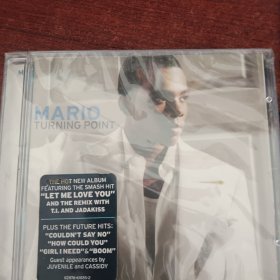 MARIO
TURNING POINT
THE HOT NEW ALBUM
FEATURING THE SMASH HIT
"LET ME LOVE YOU"
AND THE REMIX WITH
T.I. AND JADAKISS
PLUS THE FUTURE HITS:
"COULDN'T SAY NO"
"HOW COULD YOU"
"GIRL I NEED" & "BOOM"
Guest appearances by
JUVENILE and CASSIDY